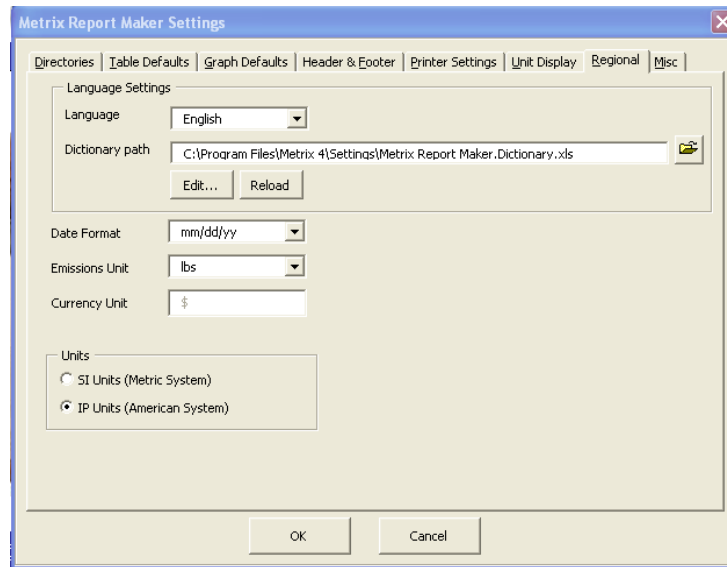 Metrix Report Maker Settings
Directories Table Defaults Graph Defaults Header & Footer Printer Settings Unit Display Regional Misc
Language Settings
Language English
Dictionary path C:\Program Files\Metrix 4\Settings\Metrix Report Maker.Dictionary.xls
Edit... Reload
Date Format mm/dd/yy
Emissions Unit lbs
Currency Unit $
Units
SI Units (Metric System)
IP Units (American System)
OK Cancel